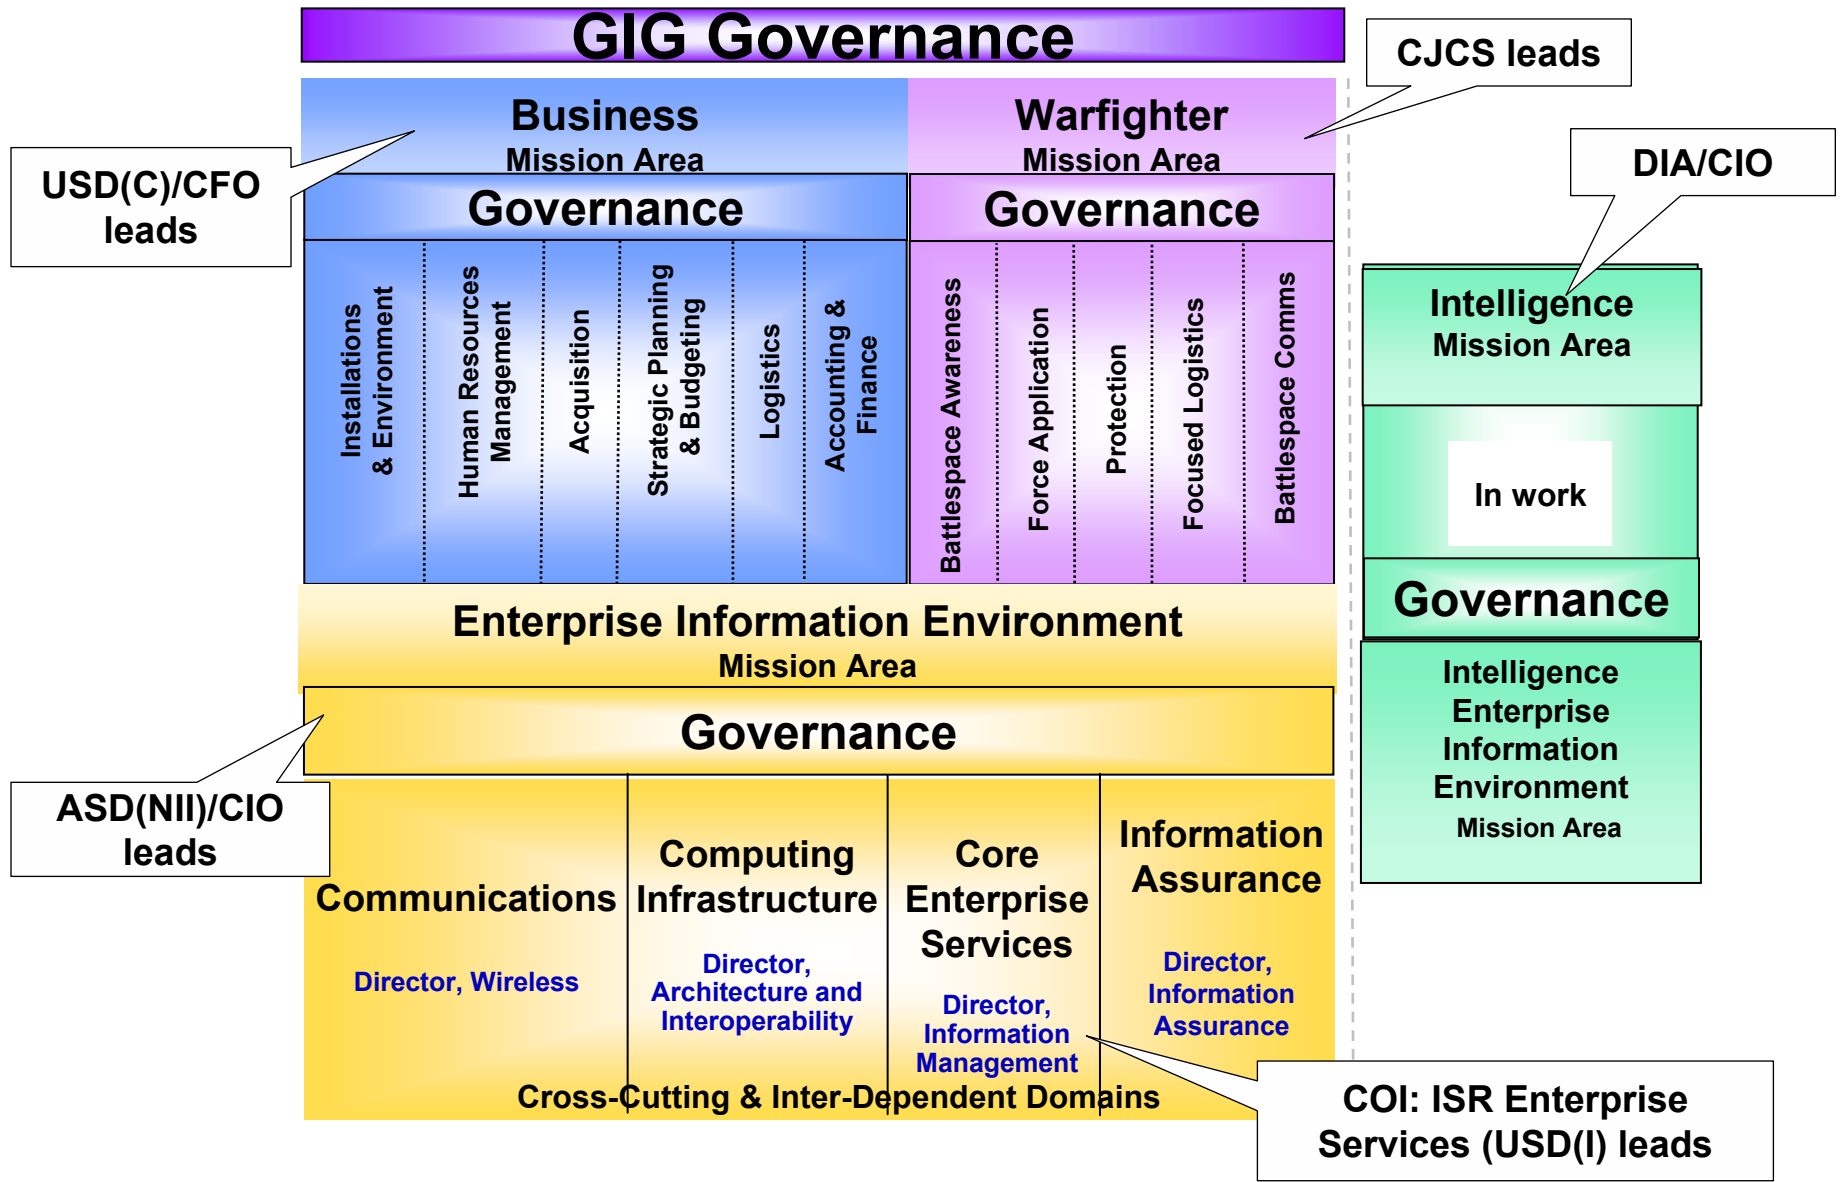 GIG Governance
CJCS leads
Business
Mission Area
Warfighter
Mission Area
DIA/CIO
USD(C)/CFO
leads
Governance
Governance
Installations
& Environment
Human Resources
Management
Acquisition
Strategic Planning
& Budgeting
Logistics
Accounting &
Finance
Battlespace Awareness
Force Application
Protection
Focused Logistics
Battlespace Comms
Intelligence
Mission Area
In work
Governance
Intelligence
Enterprise
Information
Environment
Mission Area
Enterprise Information Environment
Mission Area
Governance
ASD(NII)/CIO
leads
Communications
Director, Wireless
Computing
Infrastructure
Director,
Architecture and
Interoperability
Core
Enterprise
Services
Director,
Information
Management
Information
Assurance
Director,
Information
Assurance
Cross-Cutting & Inter-Dependent Domains
COI: ISR Enterprise
Services (USD(I) leads